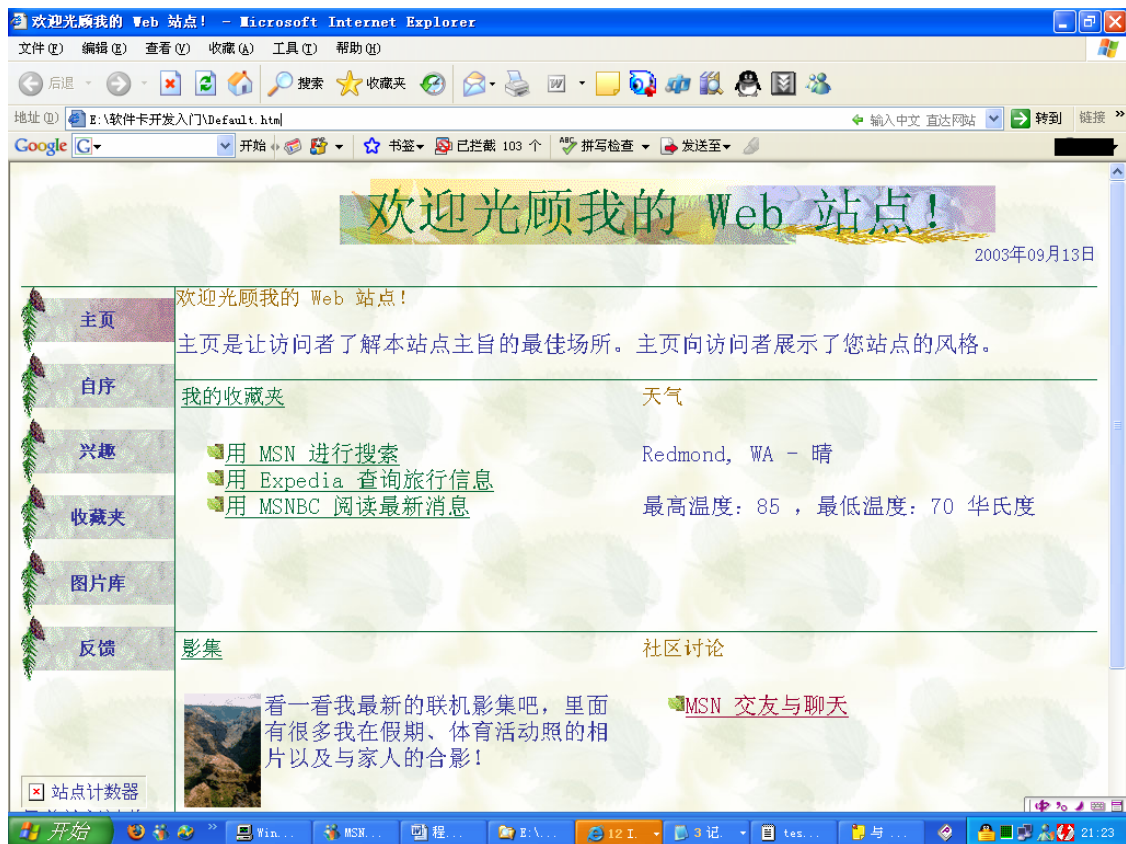 欢迎光顾我的 Web 站点! - Microsoft Internet Explorer
文件(F) 编辑(E) 查看(V) 收藏(A) 工具(T) 帮助(H)
后退 搜索 收藏夹
地址(D) E:\软件卡开发入门\Default.htm 输入中文 直达网站 转到 链接 »
Google G 开始 书签 已拦截 103 个 ABC 拼写检查 发送至
欢迎光顾我的 Web 站点!
2003年09月13日
主页
自序
兴趣
收藏夹
图片库
反馈
站点计数器
欢迎光顾我的 Web 站点!
主页是让访问者了解本站点主旨的最佳场所。主页向访问者展示了您站点的风格。
我的收藏夹
用 MSN 进行搜索
用 Expedia 查询旅行信息
用 MSNBC 阅读最新消息
天气
Redmond, WA - 晴
最高温度: 85 , 最低温度: 70 华氏度
影集
看一看我最新的联机影集吧，里面
有很多我在假期、体育活动照的相
片以及与家人的合影!
社区讨论
MSN 交友与聊天
中
开始 » Win... MSN... 程... E:\... 12 I. 3 记. tes... 与 ... 21:23